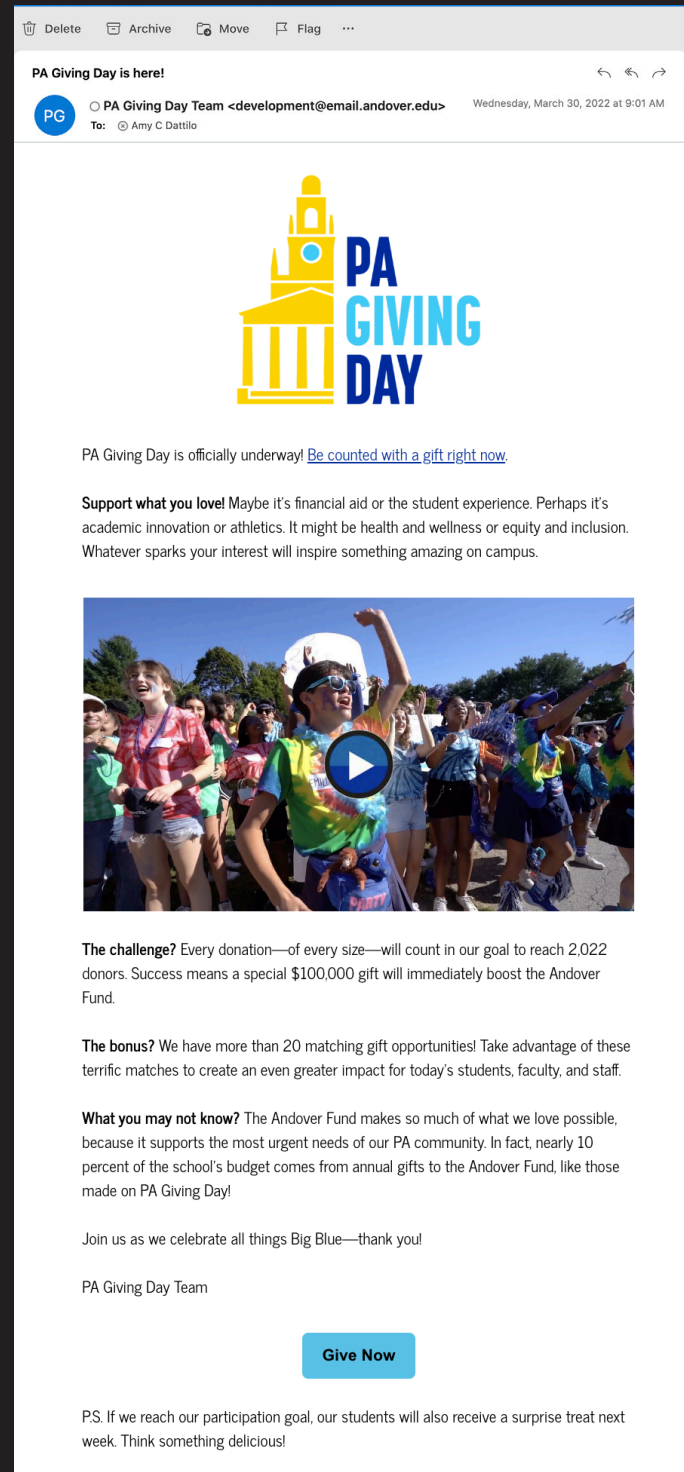 Delete Archive Move Flag ...
PA Giving Day is here!
PG
PA Giving Day Team <development@email.andover.edu>
Wednesday, March 30, 2022 at 9:01 AM
To: Amy C Dattilo
PA
GIVING
DAY
PA Giving Day is officially underway! Be counted with a gift right now.
Support what you love! Maybe it's financial aid or the student experience. Perhaps it's
academic innovation or athletics. It might be health and wellness or equity and inclusion.
Whatever sparks your interest will inspire something amazing on campus.
PARTY
The challenge? Every donation—of every size—will count in our goal to reach 2,022
donors. Success means a special $100,000 gift will immediately boost the Andover
Fund.
The bonus? We have more than 20 matching gift opportunities! Take advantage of these
terrific matches to create an even greater impact for today's students, faculty, and staff.
What you may not know? The Andover Fund makes so much of what we love possible,
because it supports the most urgent needs of our PA community. In fact, nearly 10
percent of the school's budget comes from annual gifts to the Andover Fund, like those
made on PA Giving Day!
Join us as we celebrate all things Big Blue—thank you!
PA Giving Day Team
Give Now
P.S. If we reach our participation goal, our students will also receive a surprise treat next
week. Think something delicious!